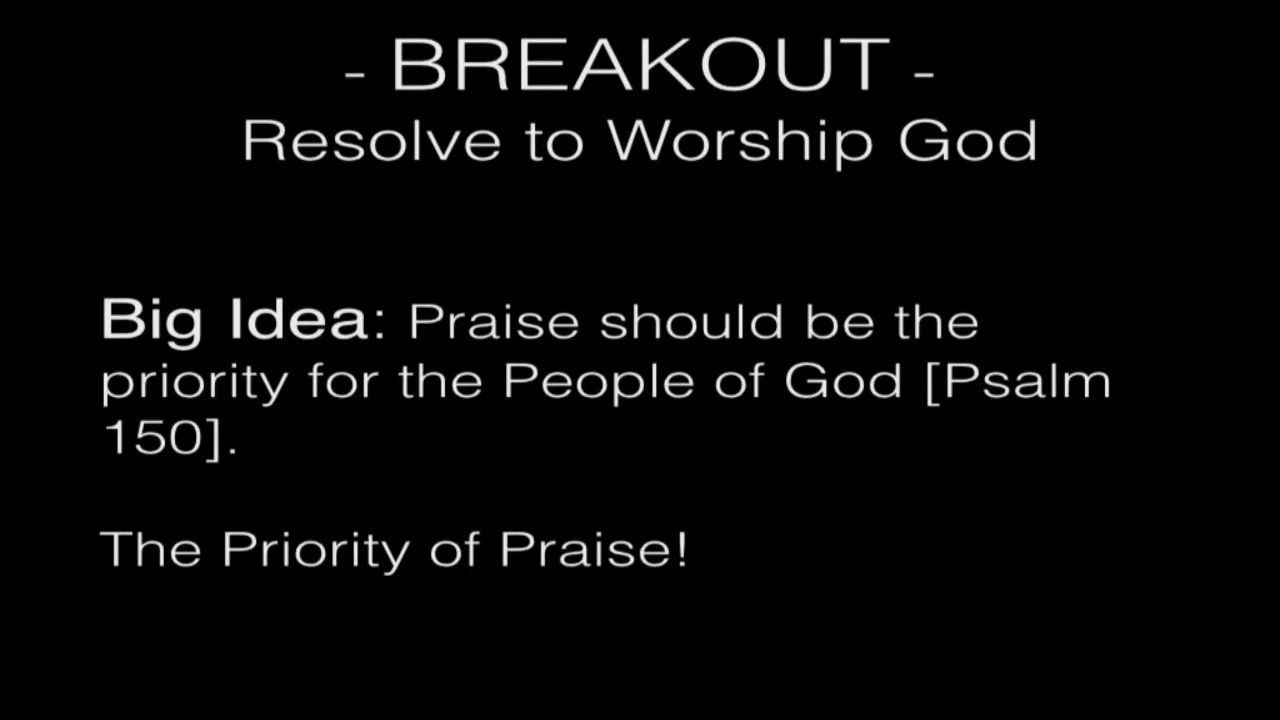 - BREAKOUT -
Resolve to Worship God
Big Idea: Praise should be the
priority for the People of God [Psalm
150].
The Priority of Praise!